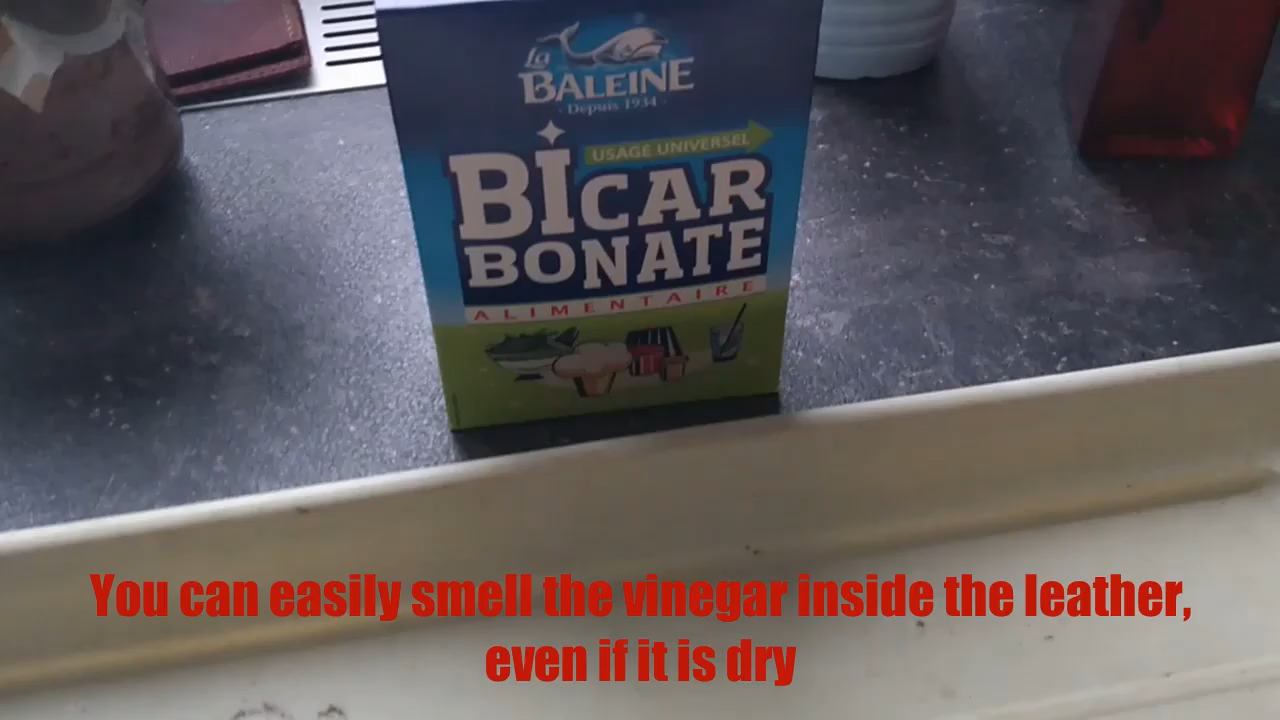 La
BALEINE
- Depuis 1934 -
USAGE UNIVERSEL
BICAR
BONATE
ALIMENTAIRE
You can easily smell the vinegar inside the leather,
even if it is dry